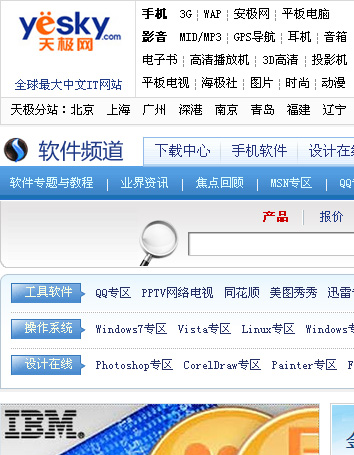 yesky.com
天极网
全球最大中文IT网站
手机 3G WAP 安极网 平板电脑
影音 MID/MP3 GPS导航 耳机 音箱
电子书 高清播放机 3D高清 投影机
平板电视 海极社 图片 时尚 动漫
天极分站：北京 上海 广州 深港 南京 青岛 福建 辽宁
软件频道 下载中心 手机软件 设计在
软件专题与教程 业界资讯 焦点回顾 MSN专区 QQ
产品 报价
工具软件 QQ专区 PPTV网络电视 同花顺 美图秀秀 迅雷
操作系统 Windows7专区 Vista专区 Linux专区 Windows
设计在线 Photoshop专区 CorelDraw专区 Painter专区 F
IBM.